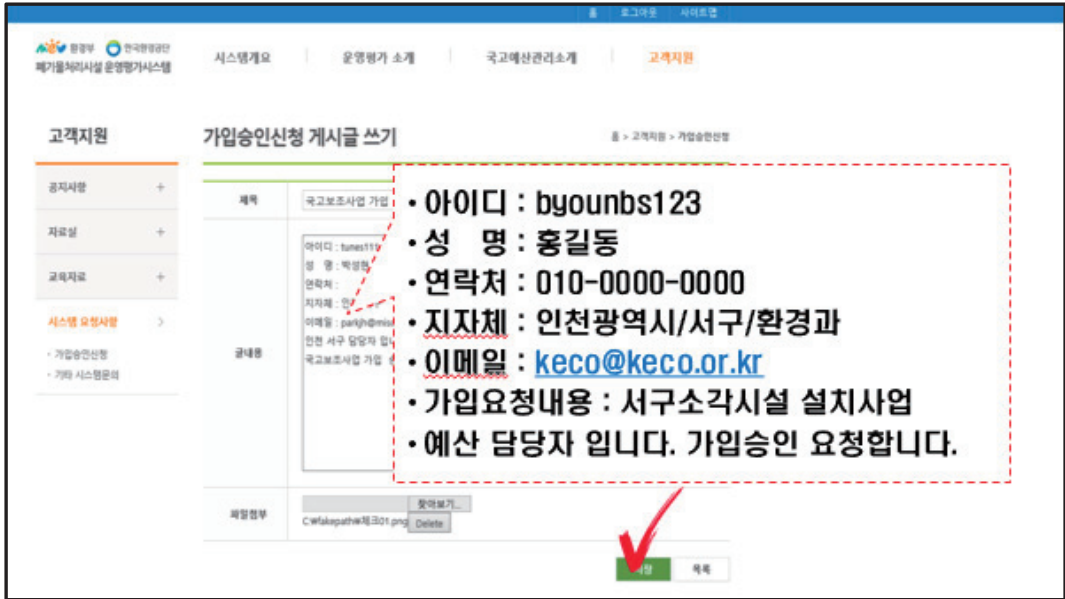 홈 로그아웃 사이트맵
환경부 한국환경공단
폐기물처리시설 운영평가시스템
시스템개요 운영평가 소개 국고예산관리소개 고객지원
고객지원
가입승인신청 게시글 쓰기
홈 > 고객지원 > 가입승인신청
공지사항 +
자료실 +
교육자료 +
시스템 요청사항 >
- 가입승인신청
- 기타 시스템문의
제목 국고보조사업 가입
글내용
아이디 : tunes111
성 명 : 박성현
연락처 :
지자체 :
이메일 :
인천 서구 담당자
국고보조사업 가입
• 아이디 : byounbs123
• 성 명 : 홍길동
• 연락처 : 010-0000-0000
• 지자체 : 인천광역시/서구/환경과
• 이메일 : keco@keco.or.kr
• 가입요청내용 : 서구소각시설 설치사업
• 예산 담당자 입니다. 가입승인 요청합니다.
파일첨부
찾아보기...
C:₩fakepath₩체크01.png Delete
목록